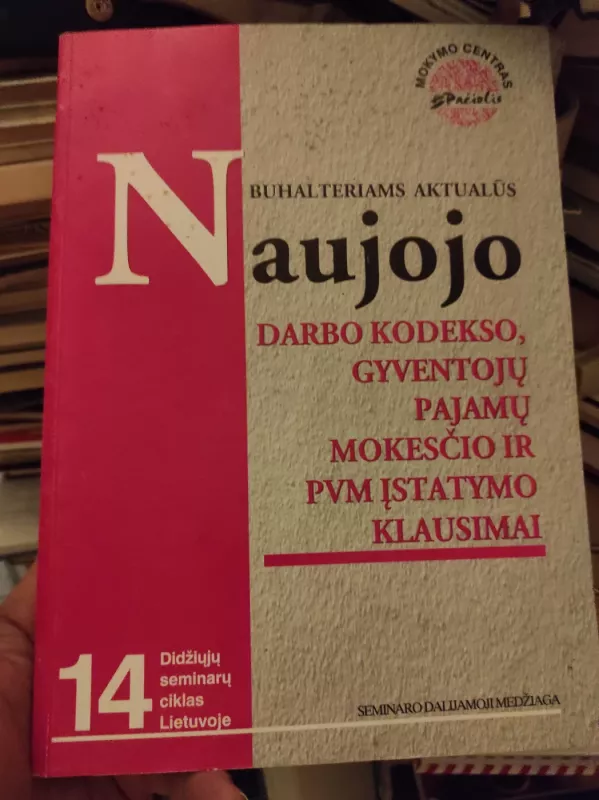 MOKYMO CENTRAS
Pačiolis
BUHALTERIAMS AKTUALŪS
Naujojo
DARBO KODEKSO,
GYVENTOJŲ
PAJAMŲ
MOKESČIO IR
PVM ĮSTATYMO
KLAUSIMAI
14 Didžiųjų
seminarų
ciklas
Lietuvoje
SEMINARO DALIJAMOJI MEDŽIAGA